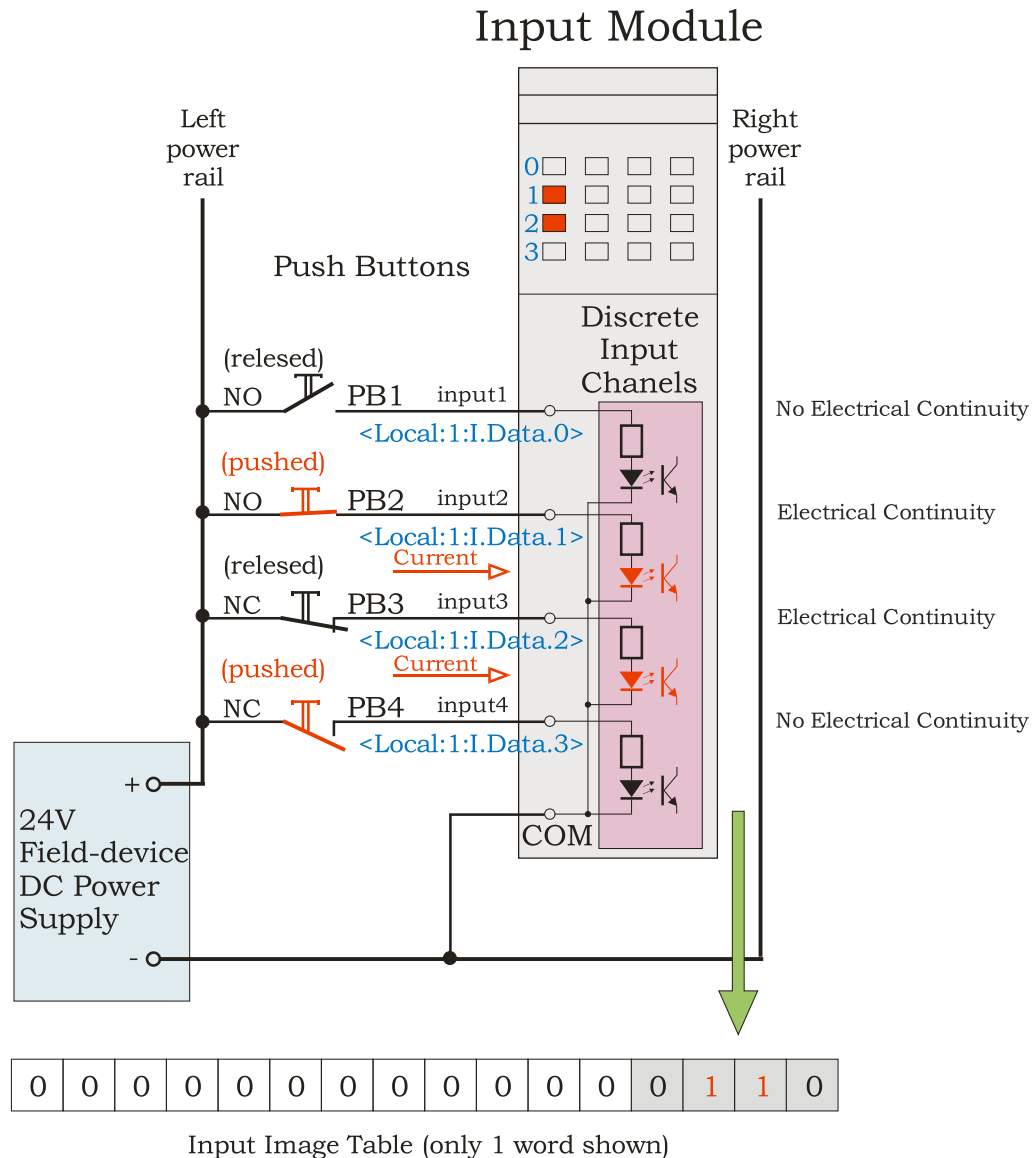 Input Module
Left
power
rail
Right
power
rail
0
1
2
3
Push Buttons
Discrete
Input
Chanels
(relesed)
NO
PB1
input1
<Local:1:I.Data.0>
No Electrical Continuity
(pushed)
NO
PB2
input2
<Local:1:I.Data.1>
Electrical Continuity
Current
(relesed)
NC
PB3
input3
<Local:1:I.Data.2>
Electrical Continuity
Current
(pushed)
NC
PB4
input4
<Local:1:I.Data.3>
No Electrical Continuity
+
24V
Field-device
DC Power
Supply
-
COM
0 0 0 0 0 0 0 0 0 0 0 0 0 1 1 0
Input Image Table (only 1 word shown)